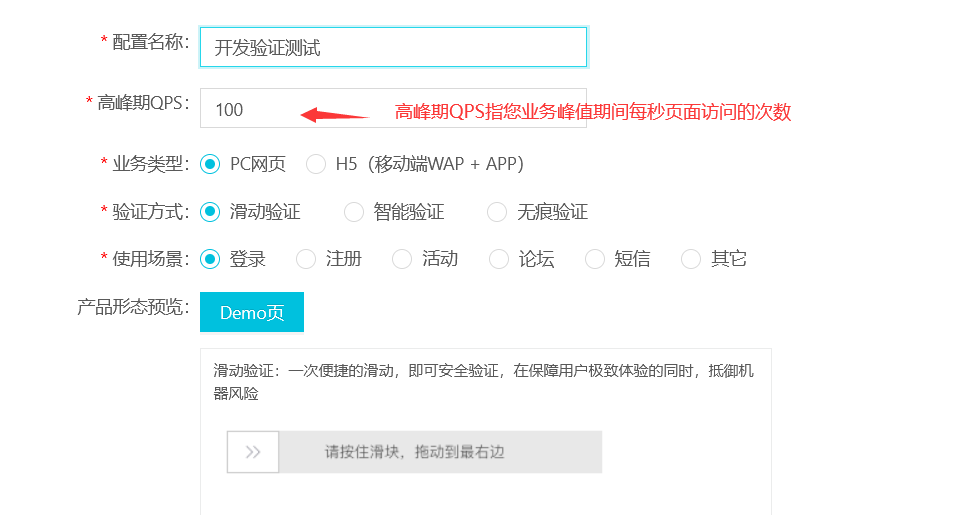 * 配置名称： 开发验证测试
* 高峰期QPS： 100 高峰期QPS指您业务峰值期间每秒页面访问的次数
* 业务类型： PC网页 H5（移动端WAP + APP）
* 验证方式： 滑动验证 智能验证 无痕验证
* 使用场景： 登录 注册 活动 论坛 短信 其它
产品形态预览： Demo页
滑动验证：一次便捷的滑动，即可安全验证，在保障用户极致体验的同时，抵御机
器风险
请按住滑块，拖动到最右边